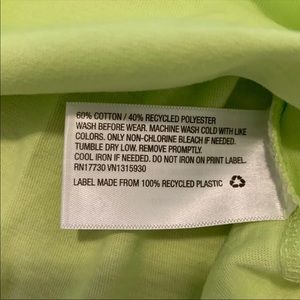 60% COTTON / 40% RECYCLED POLYESTER
WASH BEFORE WEAR. MACHINE WASH COLD WITH LIKE
COLORS. ONLY NON-CHLORINE BLEACH IF NEEDED.
TUMBLE DRY LOW. REMOVE PROMPTLY.
COOL IRON IF NEEDED. DO NOT IRON ON PRINT LABEL.
RN17730 VN1315930
LABEL MADE FROM 100% RECYCLED PLASTIC